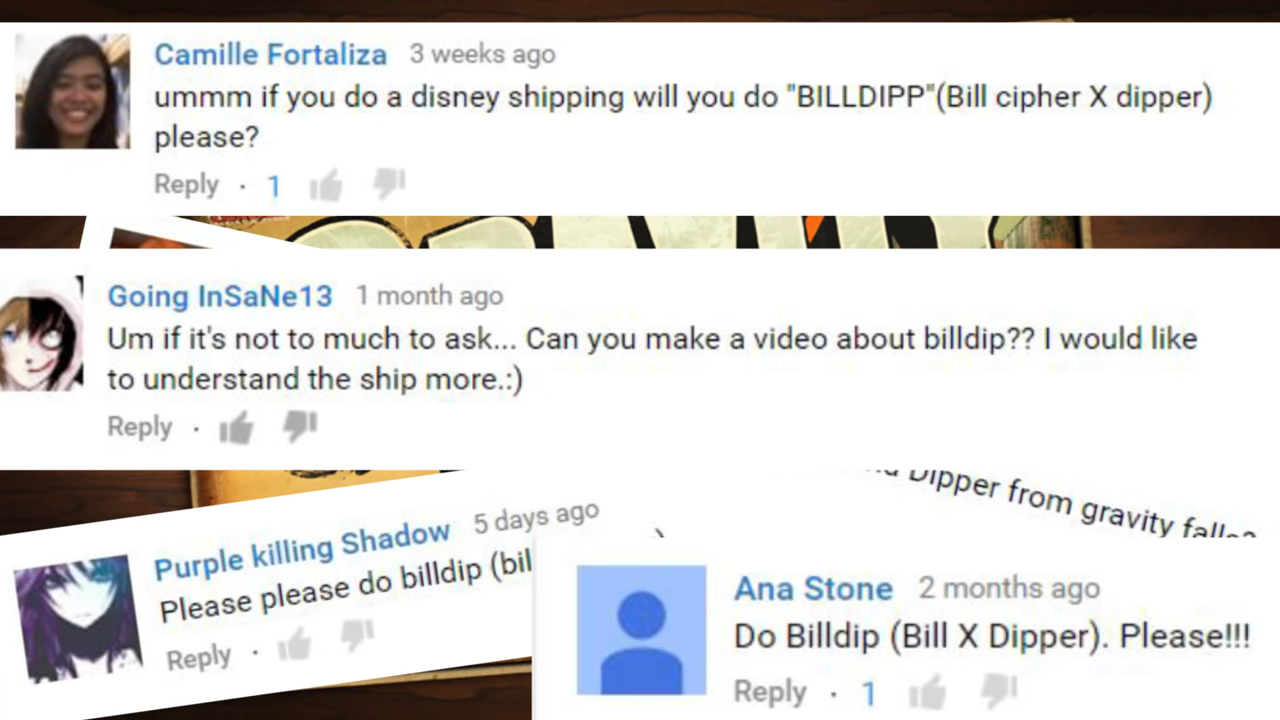 Camille Fortaliza 3 weeks ago
ummm if you do a disney shipping will you do "BILLDIPP"(Bill cipher X dipper)
please?
Reply · 1
Going InSaNe13 1 month ago
Um if it's not to much to ask... Can you make a video about billdip?? I would like
to understand the ship more.:)
Reply ·
Dipper from gravity falls?
Purple killing Shadow 5 days ago
Please please do billdip (bil
Reply ·
Ana Stone 2 months ago
Do Billdip (Bill X Dipper). Please!!!
Reply · 1